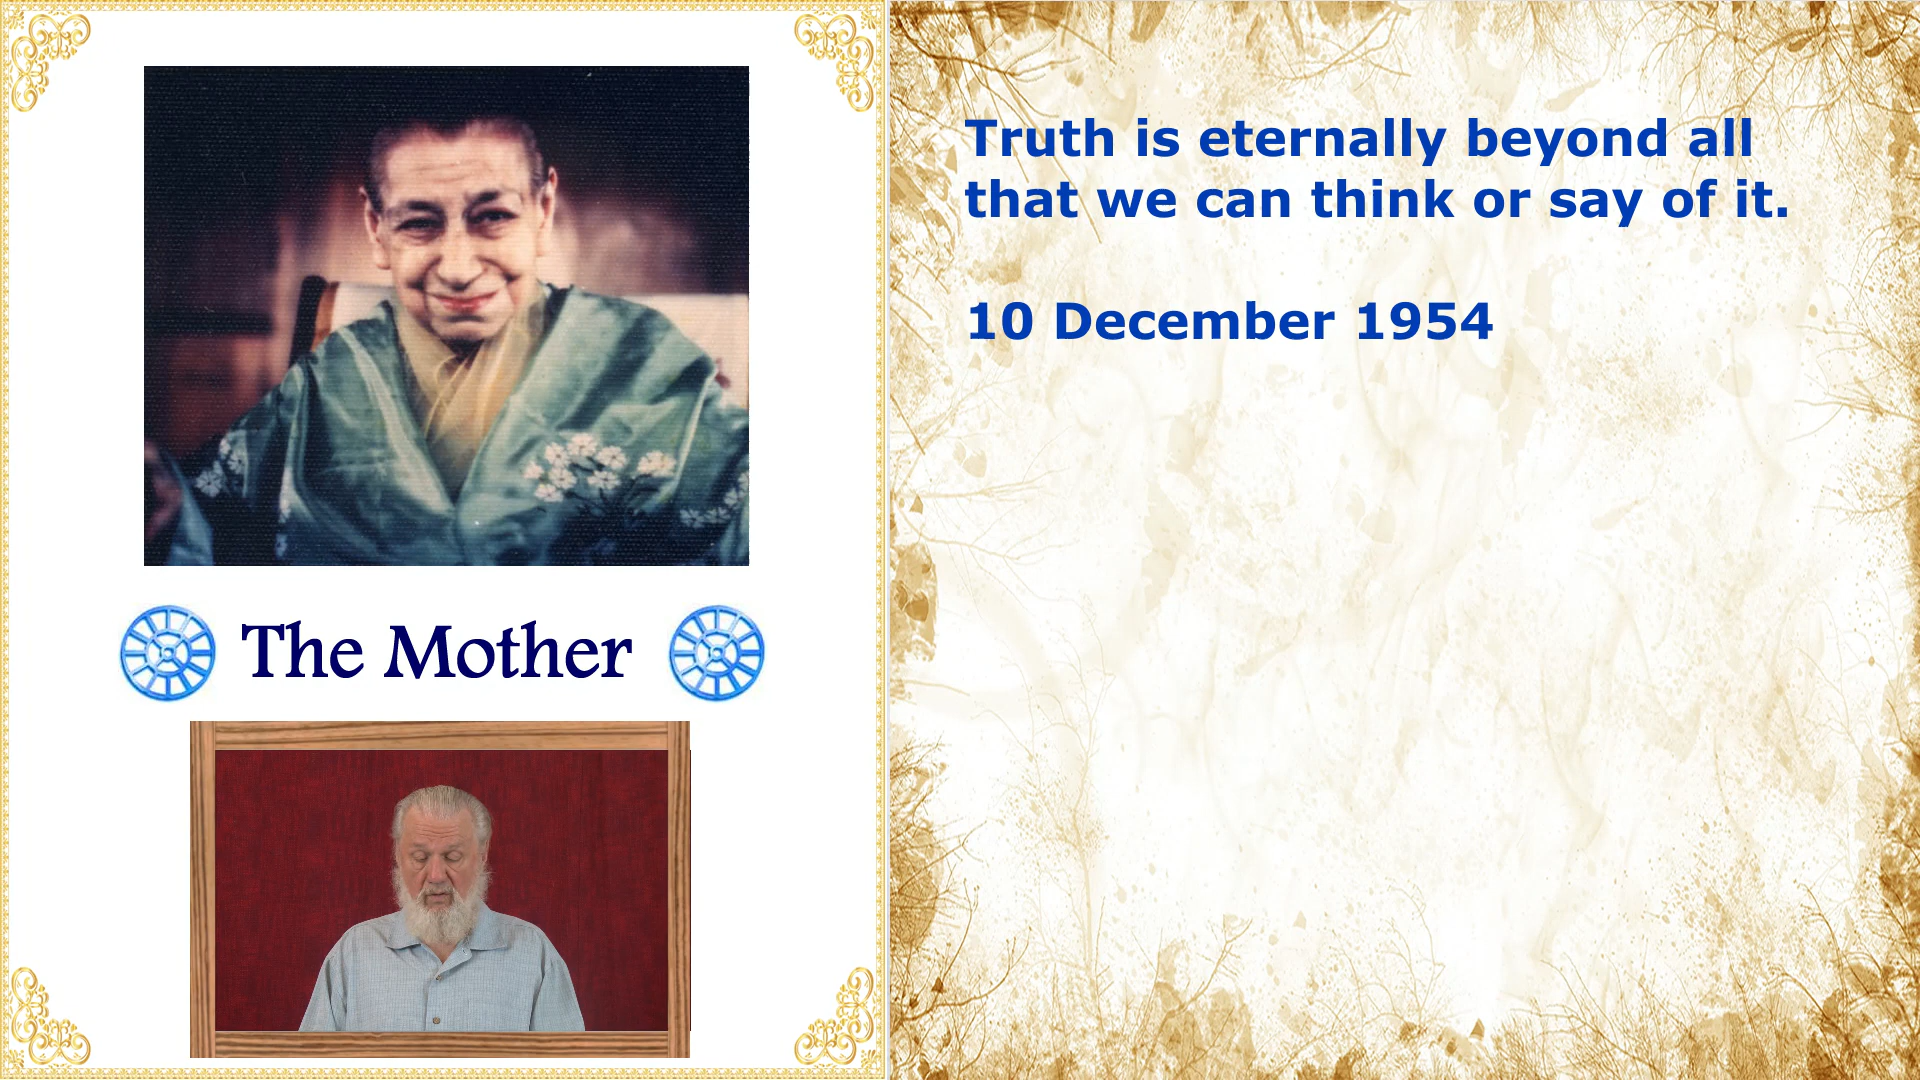 The Mother
Truth is eternally beyond all
that we can think or say of it.
10 December 1954